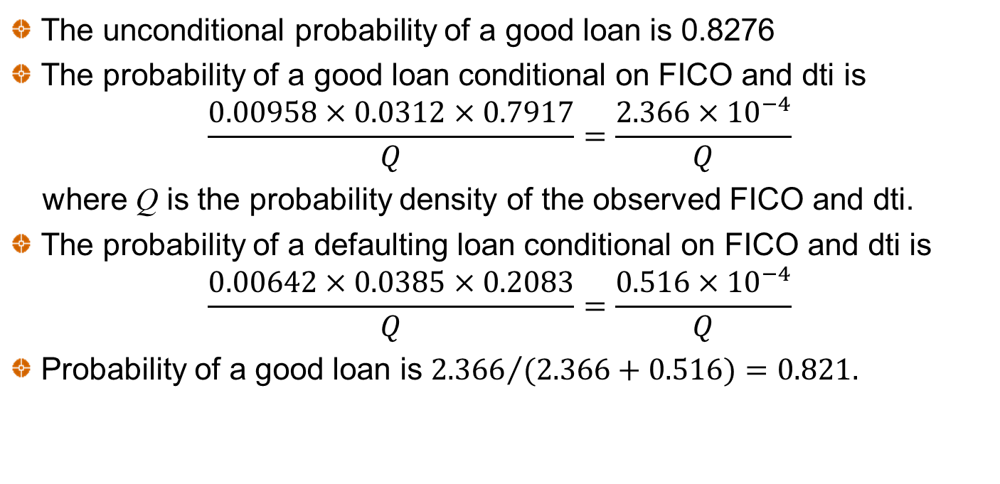 The unconditional probability of a good loan is 0.8276
The probability of a good loan conditional on FICO and dti is
0.00958 × 0.0312 × 0.7917 / Q = 2.366 × 10⁻⁴ / Q
where Q is the probability density of the observed FICO and dti.
The probability of a defaulting loan conditional on FICO and dti is
0.00642 × 0.0385 × 0.2083 / Q = 0.516 × 10⁻⁴ / Q
Probability of a good loan is 2.366/(2.366 + 0.516) = 0.821.